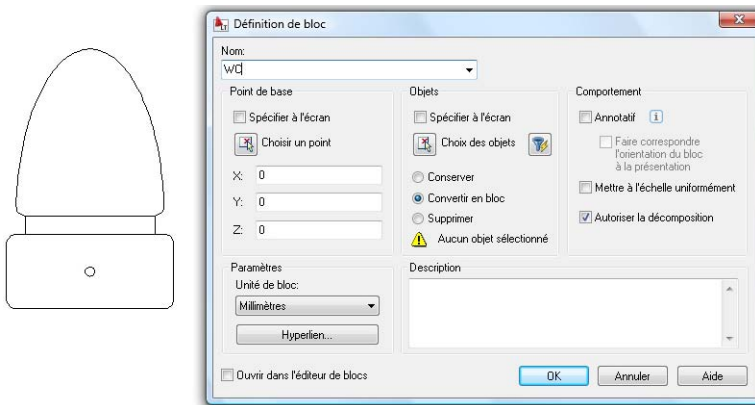 Définition de bloc
Nom:
WC
Point de base
Spécifier à l'écran
Choisir un point
X: 0
Y: 0
Z: 0
Objets
Spécifier à l'écran
Choix des objets
Conserver
Convertir en bloc
Supprimer
Aucun objet sélectionné
Comportement
Annotatif
Faire correspondre
l'orientation du bloc
à la présentation
Mettre à l'échelle uniformément
Autoriser la décomposition
Paramètres
Unité de bloc:
Millimètres
Hyperlien...
Description
Ouvrir dans l'éditeur de blocs
OK
Annuler
Aide